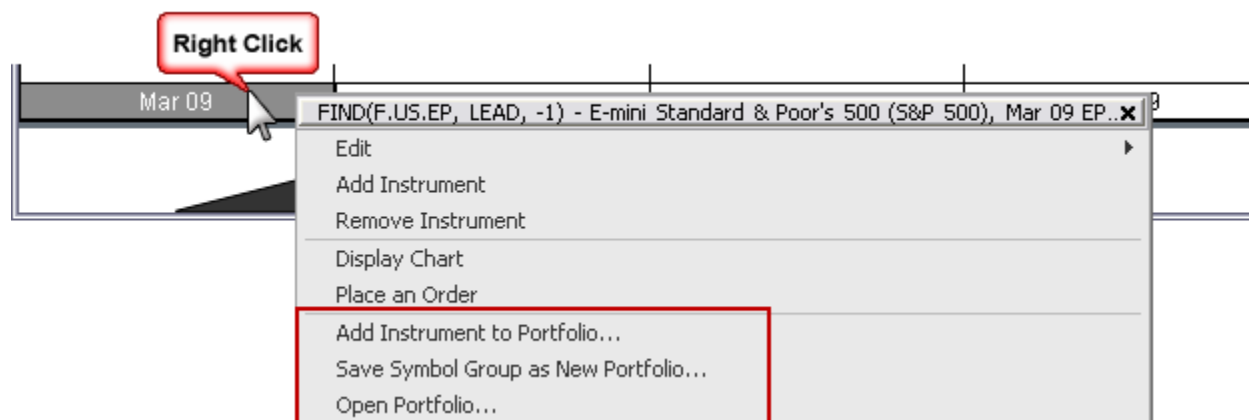 Right Click
Mar 09
9
FIND(F.US.EP, LEAD, -1) - E-mini Standard & Poor's 500 (S&P 500), Mar 09 EP..
Edit
Add Instrument
Remove Instrument
Display Chart
Place an Order
Add Instrument to Portfolio...
Save Symbol Group as New Portfolio...
Open Portfolio...